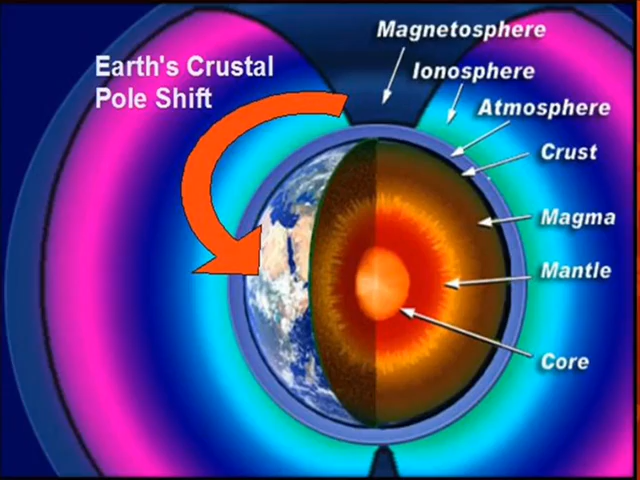 Earth's Crustal
Pole Shift
Magnetosphere
Ionosphere
Atmosphere
Crust
Magma
Mantle
Core